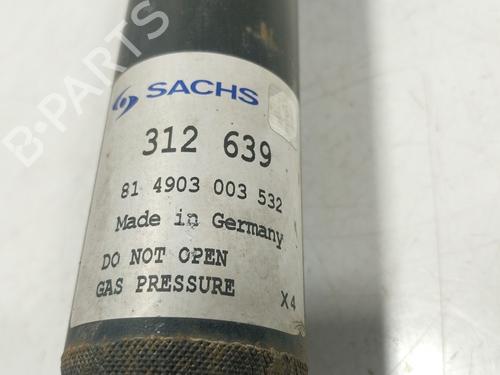 B-PARTS
SACHS
312 639
81 4903 003 532
Made in Germany
DO NOT OPEN
GAS PRESSURE X4